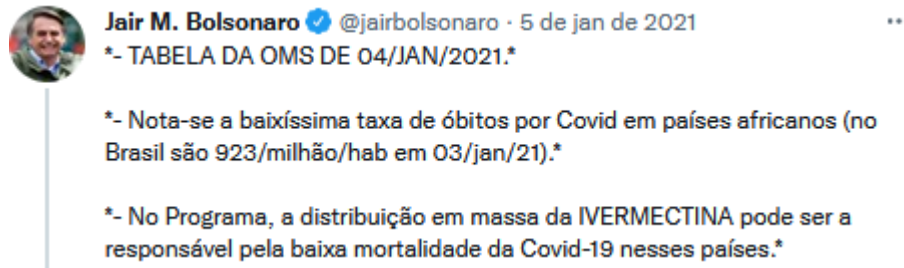 Jair M. Bolsonaro @jairbolsonaro · 5 de jan de 2021
*- TABELA DA OMS DE 04/JAN/2021.*
*- Nota-se a baixíssima taxa de óbitos por Covid em países africanos (no
Brasil são 923/milhão/hab em 03/jan/21).*
*- No Programa, a distribuição em massa da IVERMECTINA pode ser a
responsável pela baixa mortalidade da Covid-19 nesses países.*